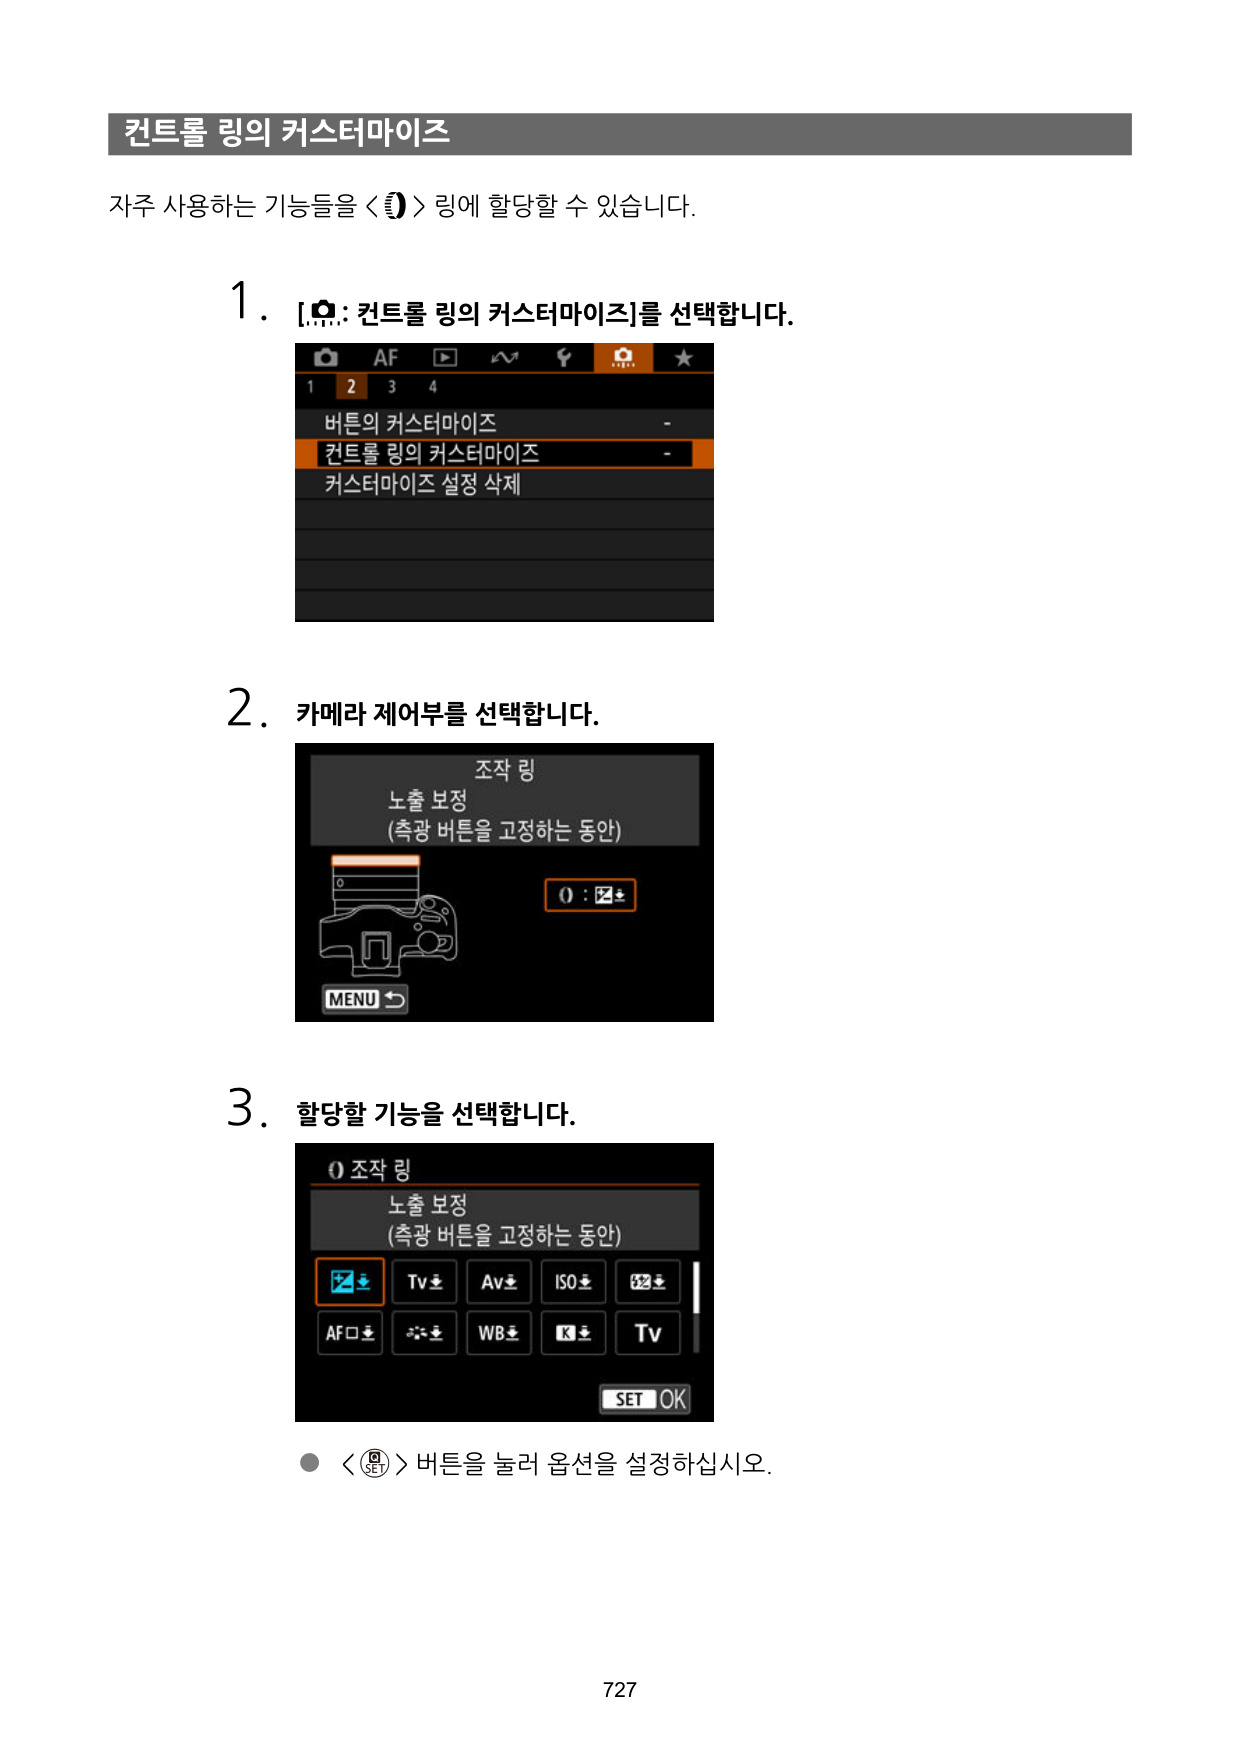 컨트롤 링의 커스터마이즈
자주 사용하는 기능들을 < > 링에 할당할 수 있습니다.
1. [ : 컨트롤 링의 커스터마이즈]를 선택합니다.
AF
1 2 3 4
버튼의 커스터마이즈 -
컨트롤 링의 커스터마이즈 -
커스터마이즈 설정 삭제
2. 카메라 제어부를 선택합니다.
조작 링
노출 보정
(측광 버튼을 고정하는 동안)
:
MENU
3. 할당할 기능을 선택합니다.
조작 링
노출 보정
(측광 버튼을 고정하는 동안)
Tv Av ISO
AF WB K Tv
SET OK
● < SET > 버튼을 눌러 옵션을 설정하십시오.
727